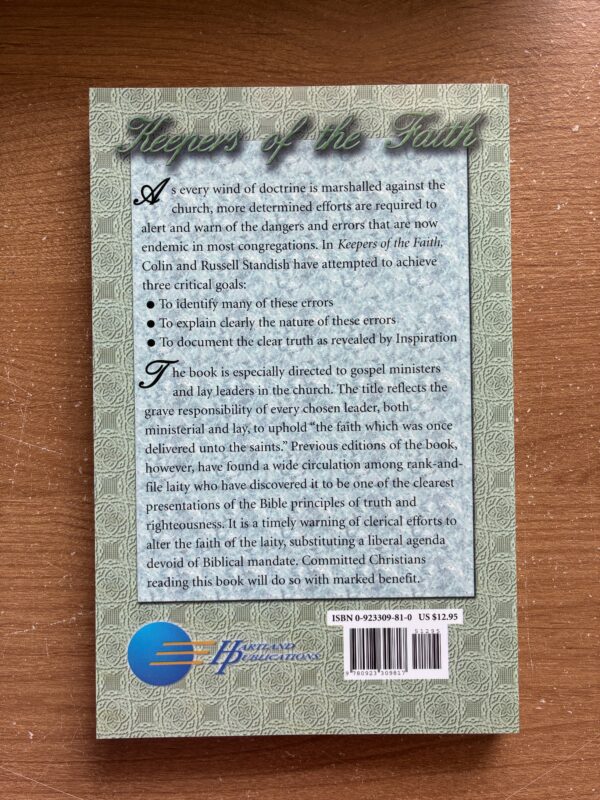 Keepers of the Faith
As every wind of doctrine is marshalled against the
church, more determined efforts are required to
alert and warn of the dangers and errors that are now
endemic in most congregations. In Keepers of the Faith,
Colin and Russell Standish have attempted to achieve
three critical goals:
● To identify many of these errors
● To explain clearly the nature of these errors
● To document the clear truth as revealed by Inspiration
The book is especially directed to gospel ministers
and lay leaders in the church. The title reflects the
grave responsibility of every chosen leader, both
ministerial and lay, to uphold “the faith which was once
delivered unto the saints.” Previous editions of the book,
however, have found a wide circulation among rank-and-
file laity who have discovered it to be one of the clearest
presentations of the Bible principles of truth and
righteousness. It is a timely warning of clerical efforts to
alter the faith of the laity, substituting a liberal agenda
devoid of Biblical mandate. Committed Christians
reading this book will do so with marked benefit.
ISBN 0-923309-81-0 US $12.95
51295
9 780923 309817
HARTLAND
PUBLICATIONS